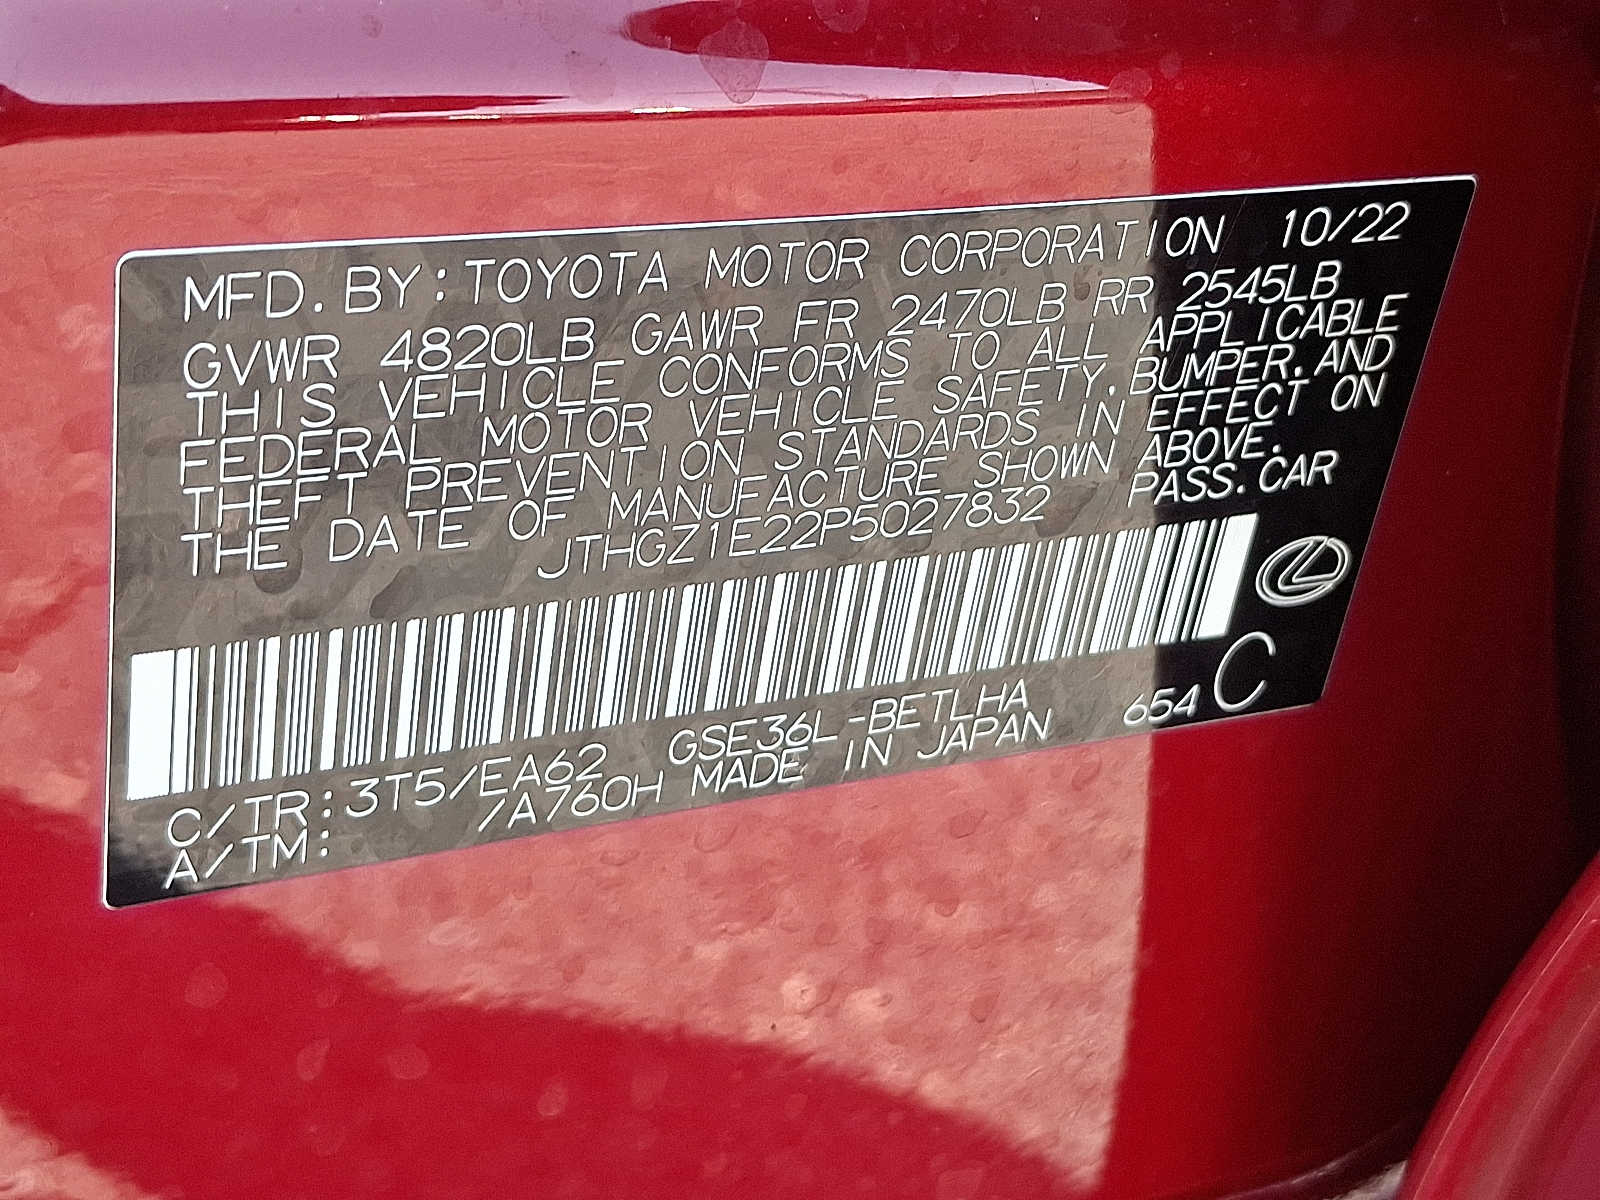 MFD. BY: TOYOTA MOTOR CORPORATION 10/22
GVWR 4820LB GAWR FR 2470LB RR 2545LB
THIS VEHICLE CONFORMS TO ALL APPLICABLE
FEDERAL MOTOR VEHICLE SAFETY, BUMPER, AND
THEFT PREVENTION STANDARDS IN EFFECT ON
THE DATE OF MANUFACTURE SHOWN ABOVE.
JTHGZ1E22P5027832 PASS. CAR
C/TR: 3T5/EA62 GSE36L-BETLHA 654 C
A/TM: /A760H MADE IN JAPAN